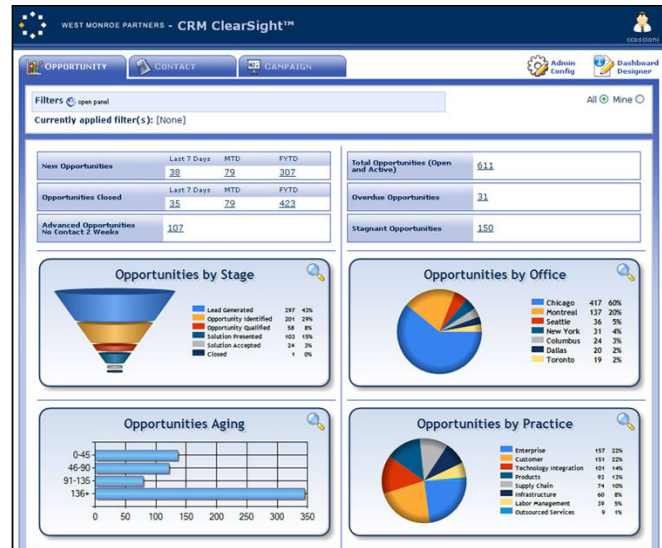 WEST MONROE PARTNERS - CRM ClearSight™
ccoscioni
OPPORTUNITY
CONTACT
CAMPAIGN
Admin Config
Dashboard Designer
Filters open panel
All Mine
Currently applied filter(s): [None]
New Opportunities
Last 7 Days MTD FYTD
38 79 307
Total Opportunities (Open and Active) 611
Opportunities Closed
Last 7 Days MTD FYTD
35 79 423
Overdue Opportunities 31
Advanced Opportunities
No Contact 2 Weeks 107
Stagnant Opportunities 150
Opportunities by Stage
Lead Generated 297 43%
Opportunity Identified 201 29%
Opportunity Qualified 58 8%
Solution Presented 103 15%
Solution Accepted 24 3%
Closed 1 0%
Opportunities by Office
Chicago 417 60%
Montreal 137 20%
Seattle 36 5%
New York 31 4%
Columbus 24 3%
Dallas 20 2%
Toronto 19 2%
Opportunities Aging
0-45
46-90
91-135
136+
0 50 100 150 200 250 300 350
Opportunities by Practice
Enterprise 157 22%
Customer 151 22%
Technology Integration 101 14%
Products 93 13%
Supply Chain 74 10%
Infrastructure 60 8%
Labor Management 39 5%
Outsourced Services 9 1%